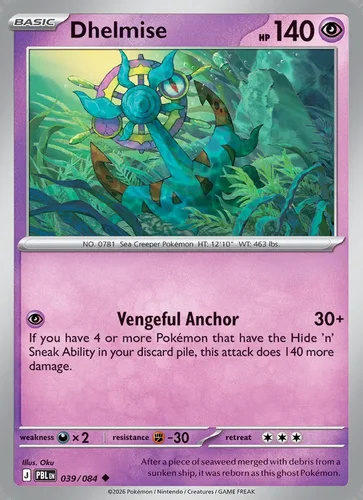 BASIC Dhelmise HP 140
NO. 0781 Sea Creeper Pokémon HT: 12'10" WT: 463 lbs.
Vengeful Anchor 30+
If you have 4 or more Pokémon that have the Hide 'n'
Sneak Ability in your discard pile, this attack does 140 more
damage.
weakness ×2 resistance -30 retreat
Illus. Oku
J PBL EN 039/084
After a piece of seaweed merged with debris from a
sunken ship, it was reborn as this ghost Pokémon.
©2026 Pokémon / Nintendo / Creatures / GAME FREAK